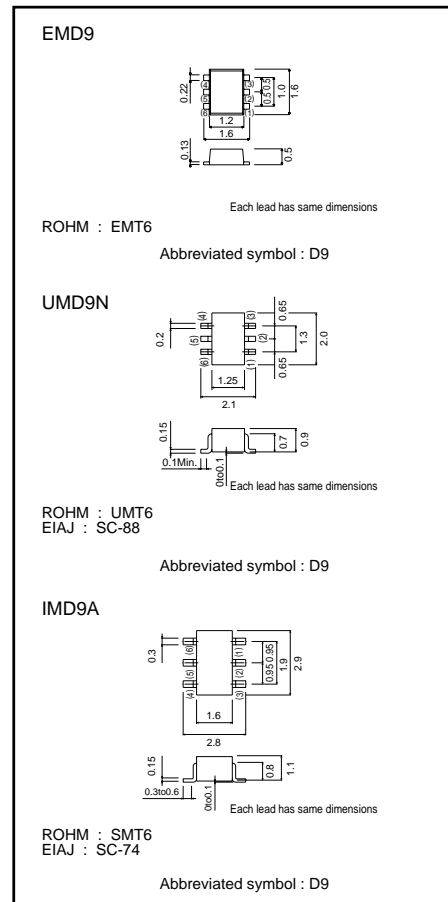 EMD9
0.22
(4)
(5)
(6)
(3)
(2)
(1)
0.5 0.5
0.5
1.0
1.6
1.2
1.6
0.13
0.5
Each lead has same dimensions
ROHM : EMT6
Abbreviated symbol : D9
UMD9N
0.2
(4)
(5)
(6)
(3)
(2)
(1)
0.65
0.65
1.3
2.0
1.25
2.1
0.15
0.1Min.
0to0.1
0.7
0.9
Each lead has same dimensions
ROHM : UMT6
EIAJ : SC-88
Abbreviated symbol : D9
IMD9A
0.3
(6)
(5)
(4)
(1)
(2)
(3)
0.95 0.95
1.9
2.9
1.6
2.8
0.15
0.3to0.6
0to0.1
0.8
1.1
Each lead has same dimensions
ROHM : SMT6
EIAJ : SC-74
Abbreviated symbol : D9